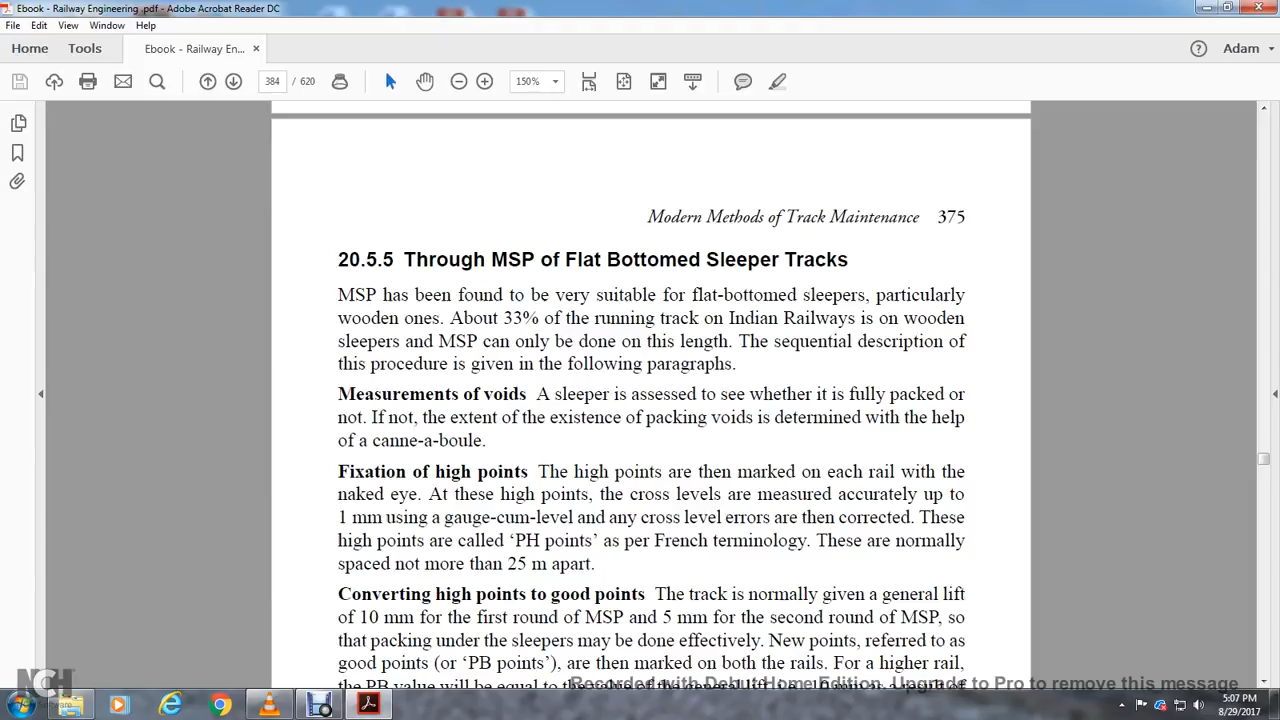 Ebook - Railway Engineering .pdf - Adobe Acrobat Reader DC
File Edit View Window Help
Home Tools Ebook - Railway En... × ? Adam
384 / 620 150%
Modern Methods of Track Maintenance 375
20.5.5 Through MSP of Flat Bottomed Sleeper Tracks
MSP has been found to be very suitable for flat-bottomed sleepers, particularly
wooden ones. About 33% of the running track on Indian Railways is on wooden
sleepers and MSP can only be done on this length. The sequential description of
this procedure is given in the following paragraphs.
Measurements of voids A sleeper is assessed to see whether it is fully packed or
not. If not, the extent of the existence of packing voids is determined with the help
of a canne-a-boule.
Fixation of high points The high points are then marked on each rail with the
naked eye. At these high points, the cross levels are measured accurately up to
1 mm using a gauge-cum-level and any cross level errors are then corrected. These
high points are called ‘PH points’ as per French terminology. These are normally
spaced not more than 25 m apart.
Converting high points to good points The track is normally given a general lift
of 10 mm for the first round of MSP and 5 mm for the second round of MSP, so
that packing under the sleepers may be done effectively. New points, referred to as
good points (or ‘PB points’), are then marked on both the rails. For a higher rail,
the PB value will be equal to the
Recorded with Debut Home Edition. Upgrade to Pro to remove this message
NCH
Software
5:07 PM
8/29/2017